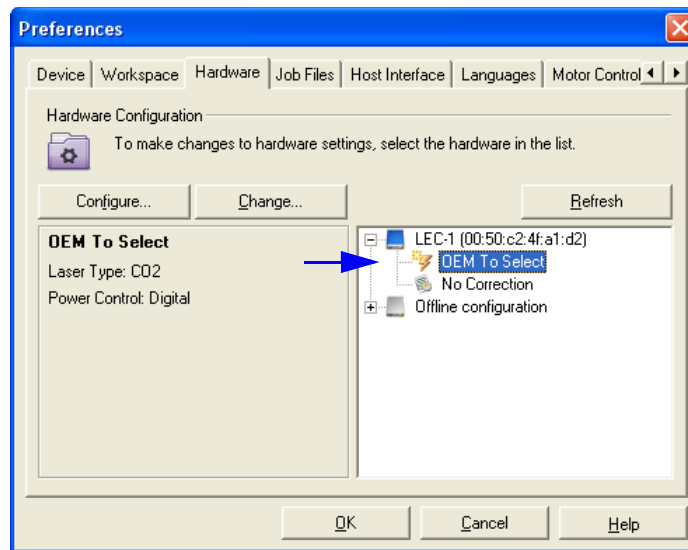 Preferences
Device Workspace Hardware Job Files Host Interface Languages Motor Control
Hardware Configuration
To make changes to hardware settings, select the hardware in the list.
Configure... Change... Refresh
OEM To Select
Laser Type: CO2
Power Control: Digital
LEC-1 (00:50:c2:4f:a1:d2)
OEM To Select
No Correction
Offline configuration
OK Cancel Help